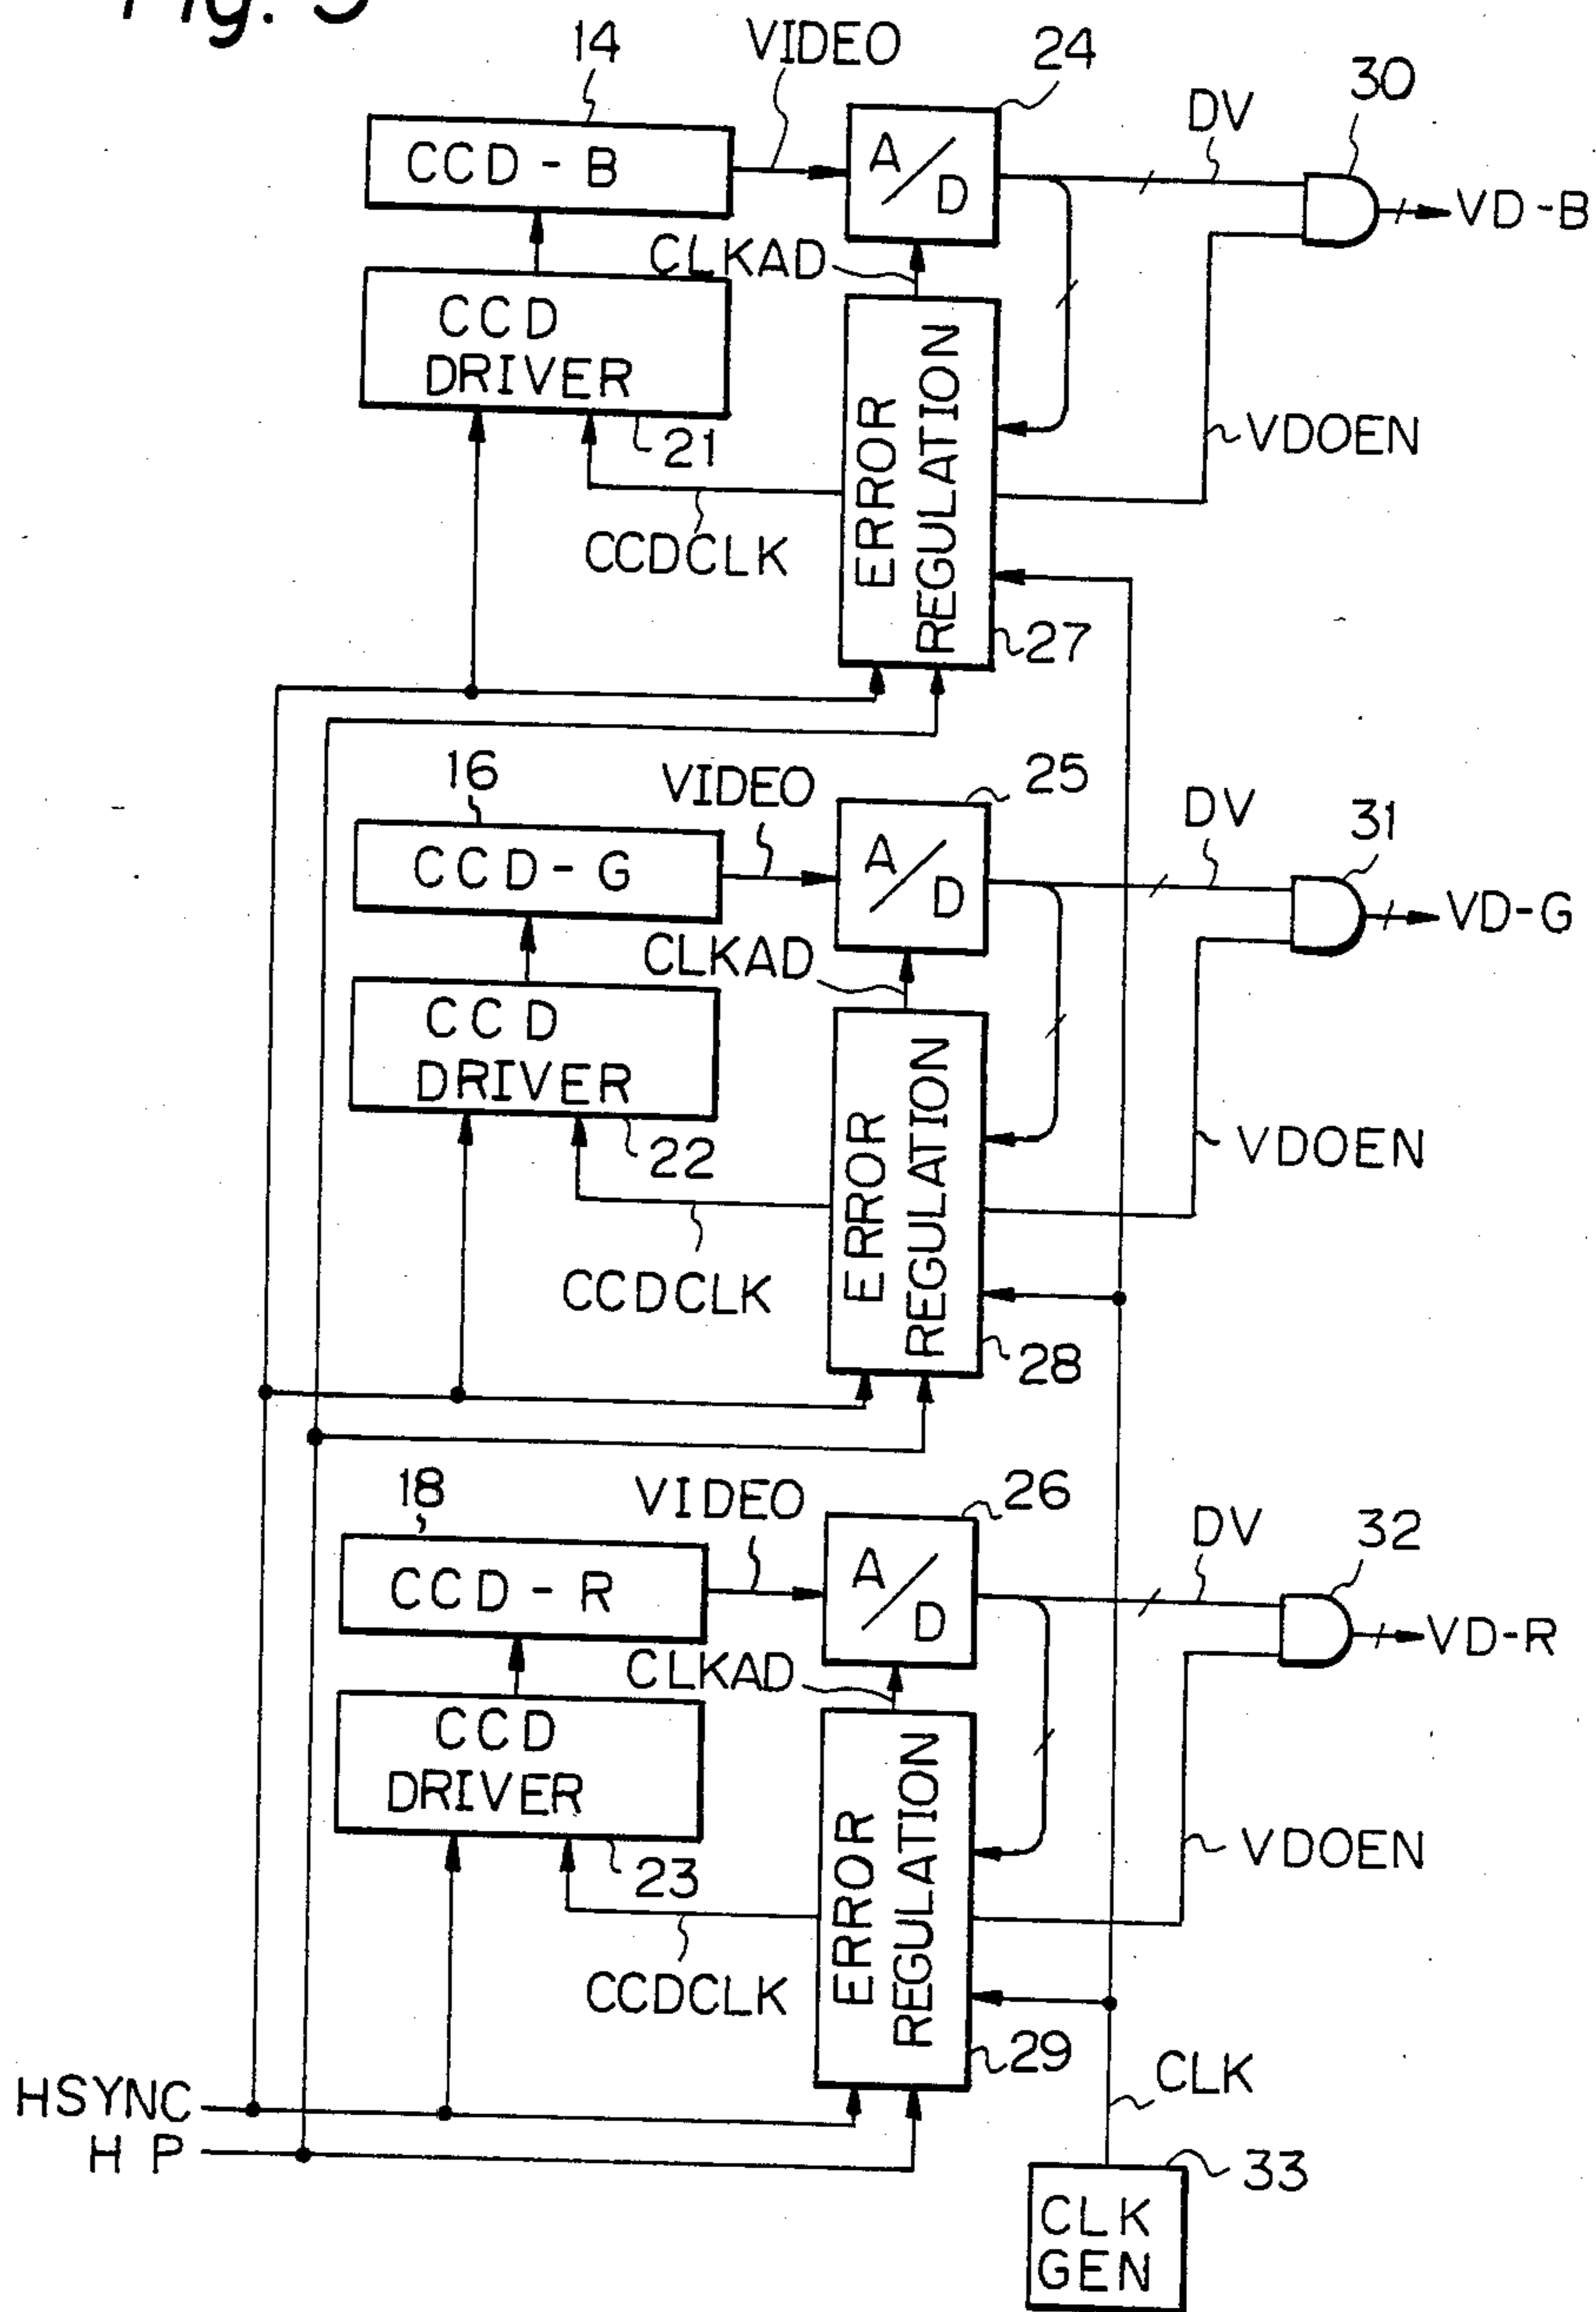 14
VIDEO
24
DV
30
CCD-B
A/D
VD-B
CLKAD
CCD
DRIVER
21
CCDCLK
ERROR
REGULATION
VDOEN
27
16
VIDEO
25
DV
31
CCD-G
A/D
VD-G
CLKAD
CCD
DRIVER
22
CCDCLK
ERROR
REGULATION
VDOEN
28
18
VIDEO
26
DV
32
CCD-R
A/D
VD-R
CLKAD
CCD
DRIVER
23
CCDCLK
ERROR
REGULATION
VDOEN
29
HSYNC
HP
CLK
33
CLK
GEN